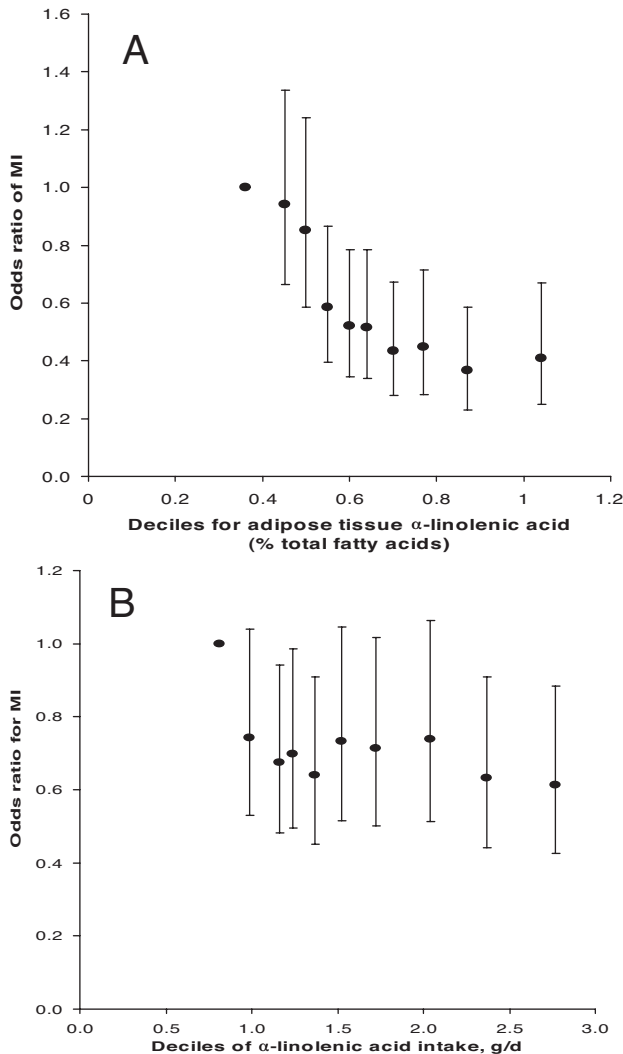 A
Odds ratio of MI
1.6
1.4
1.2
1.0
0.8
0.6
0.4
0.2
0.0
0 0.2 0.4 0.6 0.8 1 1.2
Deciles for adipose tissue α-linolenic acid
(% total fatty acids)
B
Odds ratio for MI
1.2
1.0
0.8
0.6
0.4
0.2
0.0
0.0 0.5 1.0 1.5 2.0 2.5 3.0
Deciles of α-linolenic acid intake, g/d